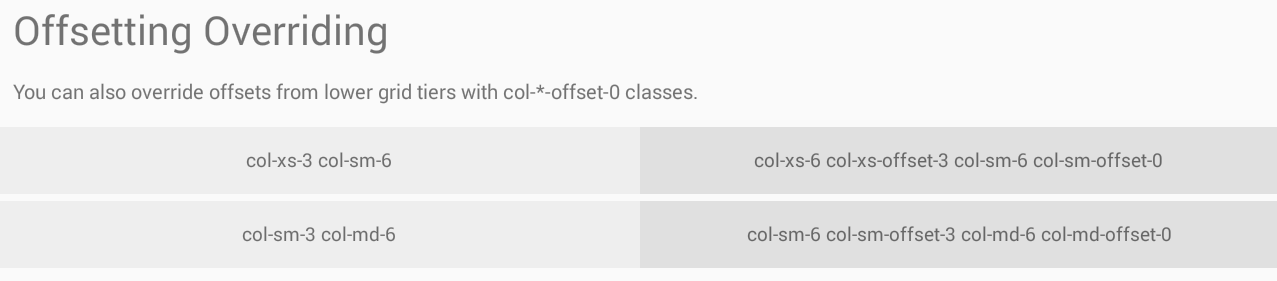 Offsetting Overriding
You can also override offsets from lower grid tiers with col-*-offset-0 classes.
col-xs-3 col-sm-6
col-xs-6 col-xs-offset-3 col-sm-6 col-sm-offset-0
col-sm-3 col-md-6
col-sm-6 col-sm-offset-3 col-md-6 col-md-offset-0